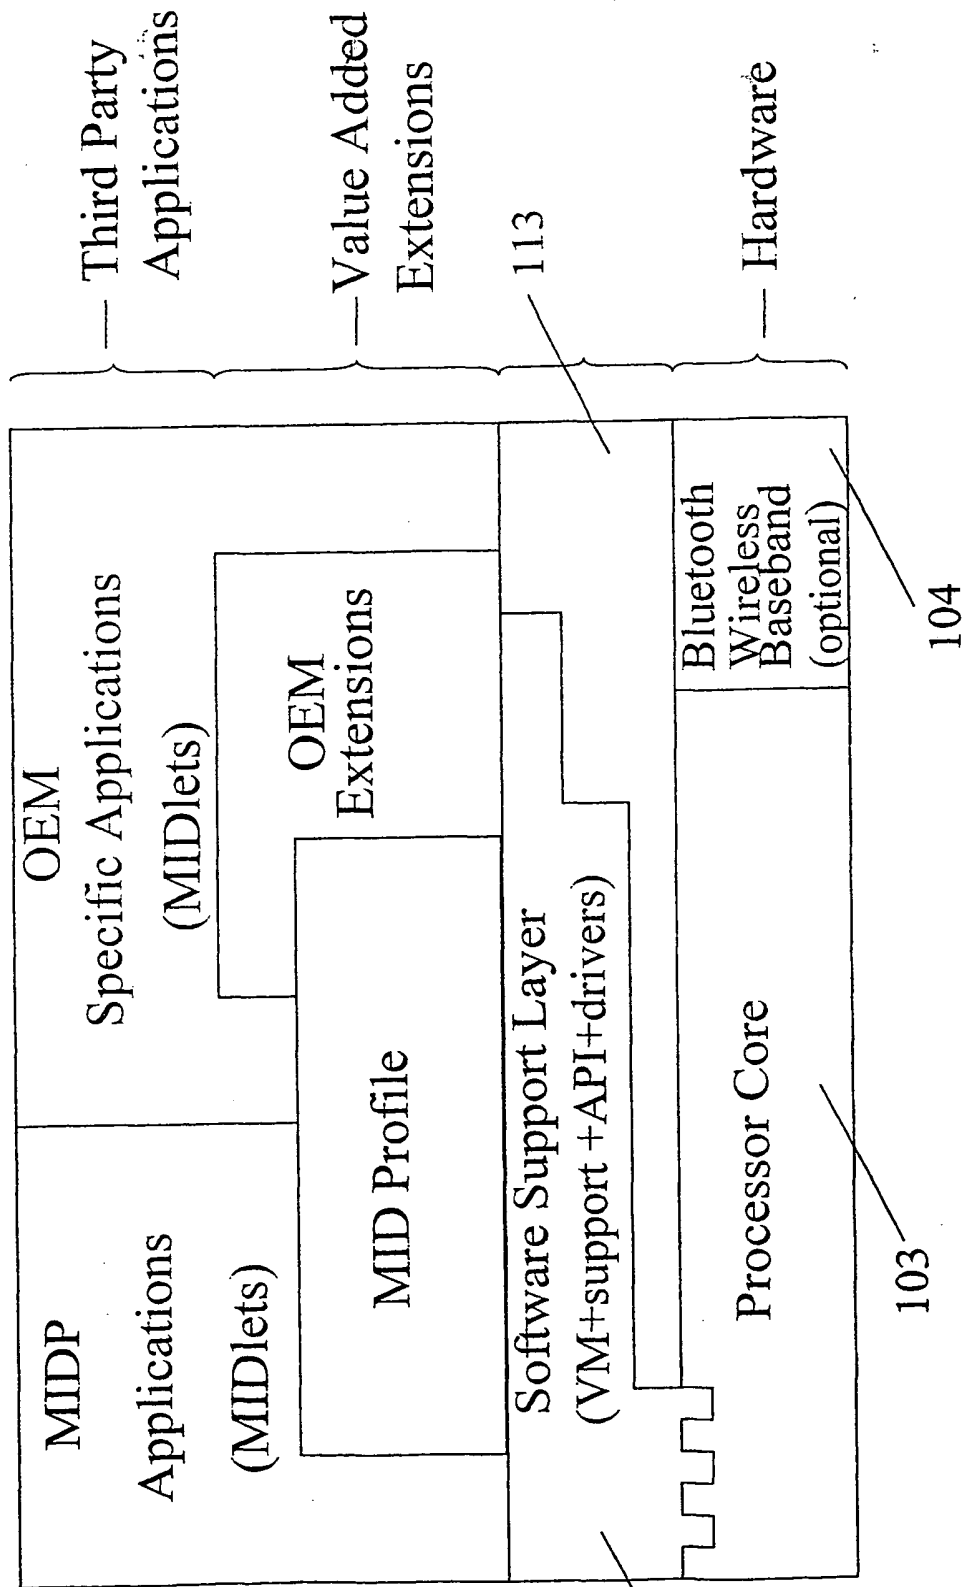 MIDP
Applications
(MIDlets)
OEM
Specific Applications
(MIDlets)
Third Party
Applications
MID Profile
OEM
Extensions
Value Added
Extensions
Software Support Layer
(VM+support +API+drivers)
113
Processor Core
Bluetooth
Wireless
Baseband
(optional)
Hardware
103
104